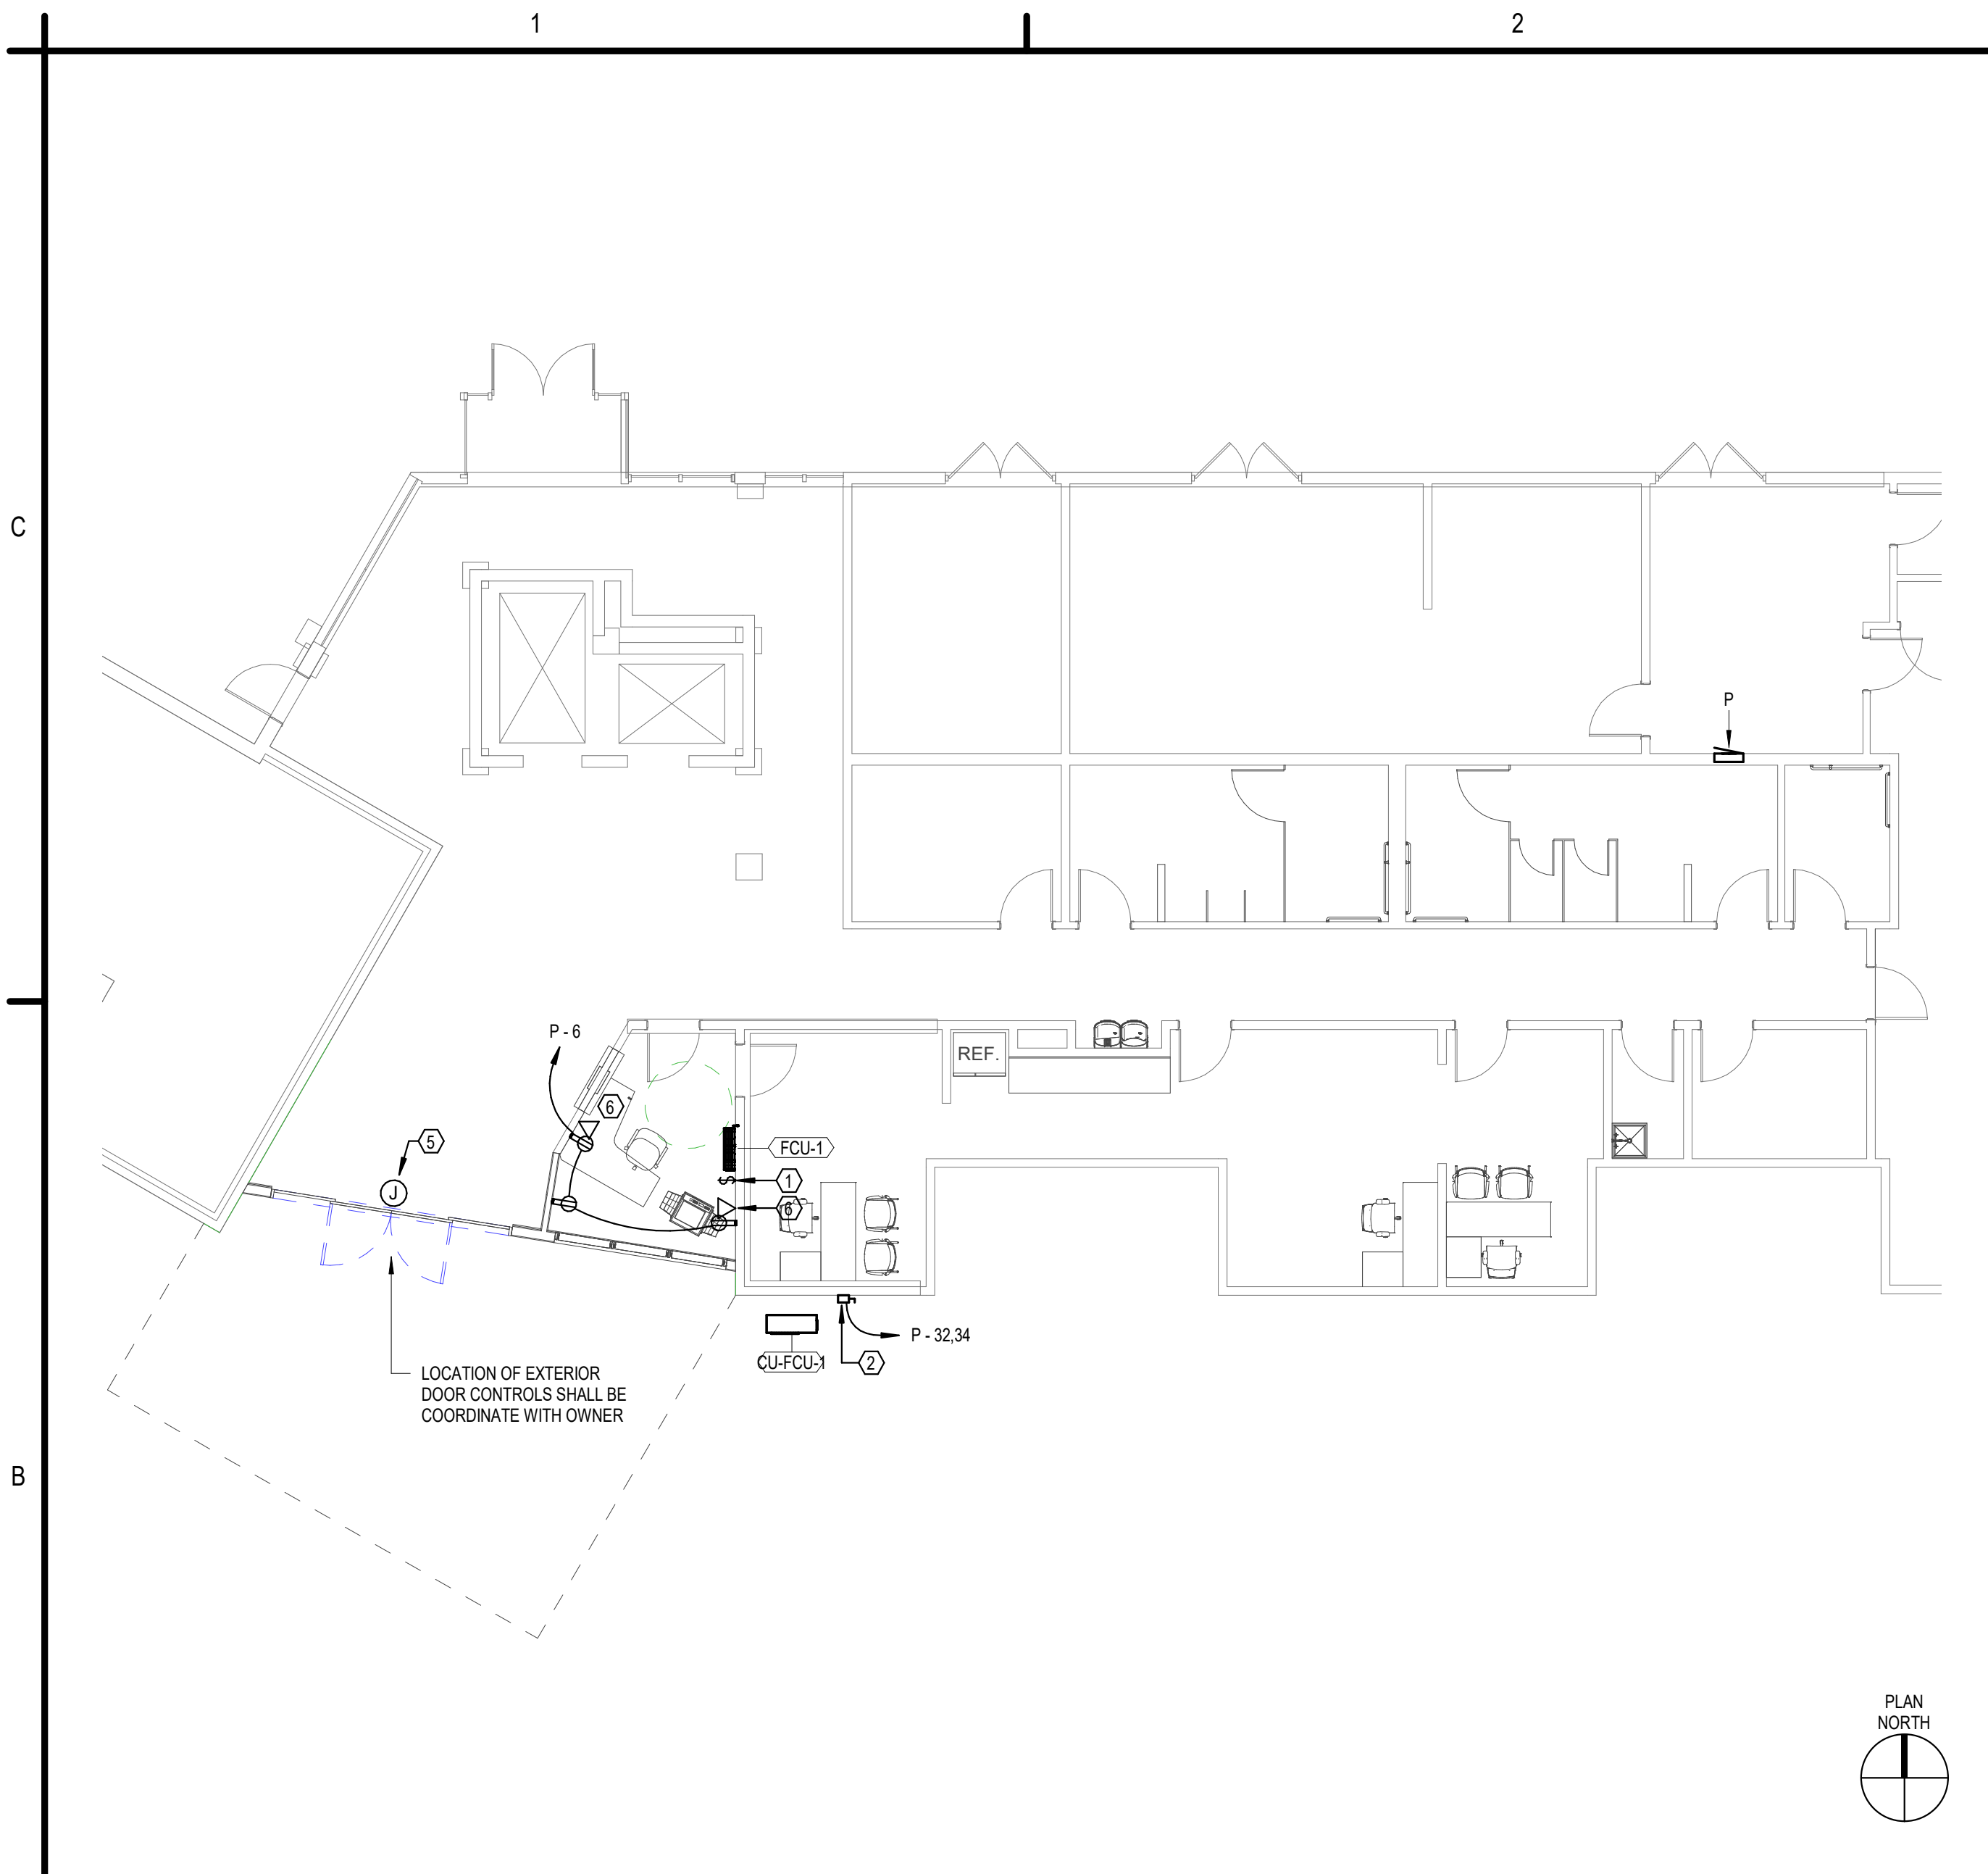 1
2
C
P
P - 6
REF.
6
5
FCU-1
J
S
1
6
P - 32,34
CU-FCU-1
2
LOCATION OF EXTERIOR
DOOR CONTROLS SHALL BE
COORDINATE WITH OWNER
B
PLAN
NORTH